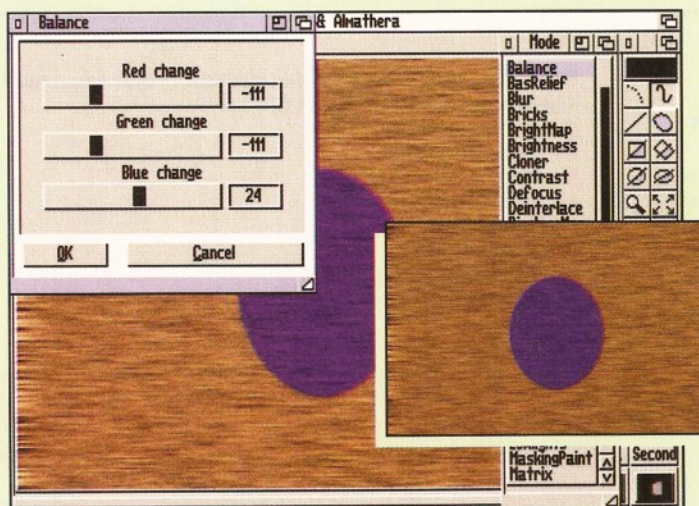 Balance
& Almathera
Red change
-111
Green change
-111
Blue change
24
OK
Cancel
Mode
Balance
BasRelief
Blur
Bricks
BrightMap
Brightness
Cloner
Contrast
Defocus
Deinterlace
MaskingPaint
Matrix
Second